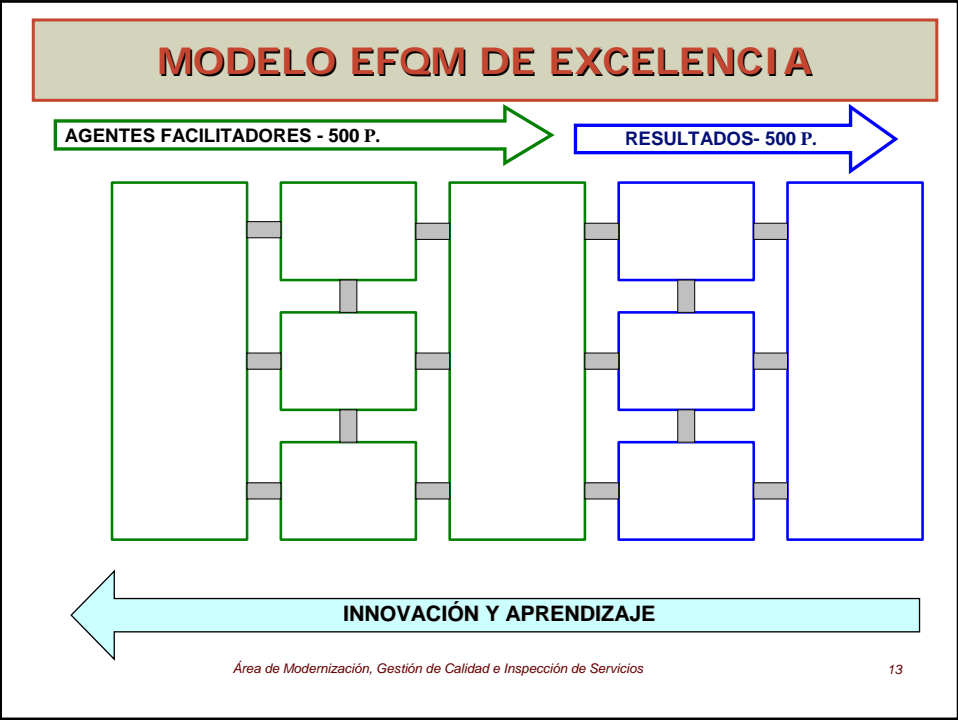 MODELO EFQM DE EXCELENCIA
AGENTES FACILITADORES - 500 P.
RESULTADOS- 500 P.
INNOVACIÓN Y APRENDIZAJE
Área de Modernización, Gestión de Calidad e Inspección de Servicios
13